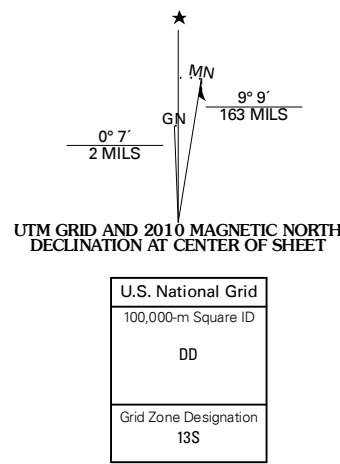 MN
GN
9° 9´
163 MILS
0° 7´
2 MILS
UTM GRID AND 2010 MAGNETIC NORTH
DECLINATION AT CENTER OF SHEET
U.S. National Grid
100,000-m Square ID
DD
Grid Zone Designation
13S